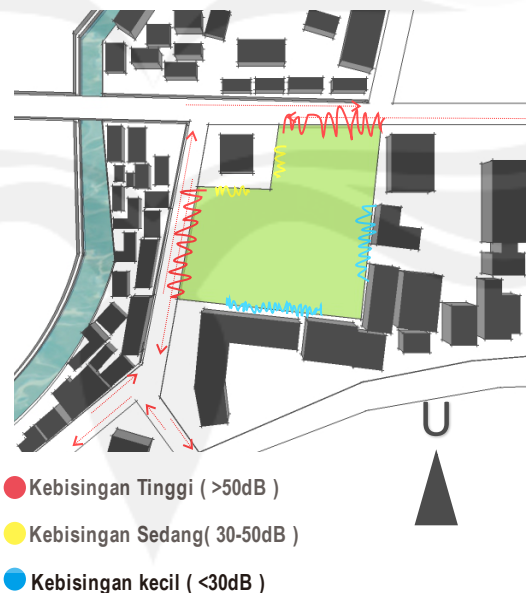 U
Kebisingan Tinggi ( >50dB )
Kebisingan Sedang( 30-50dB )
Kebisingan kecil ( <30dB )